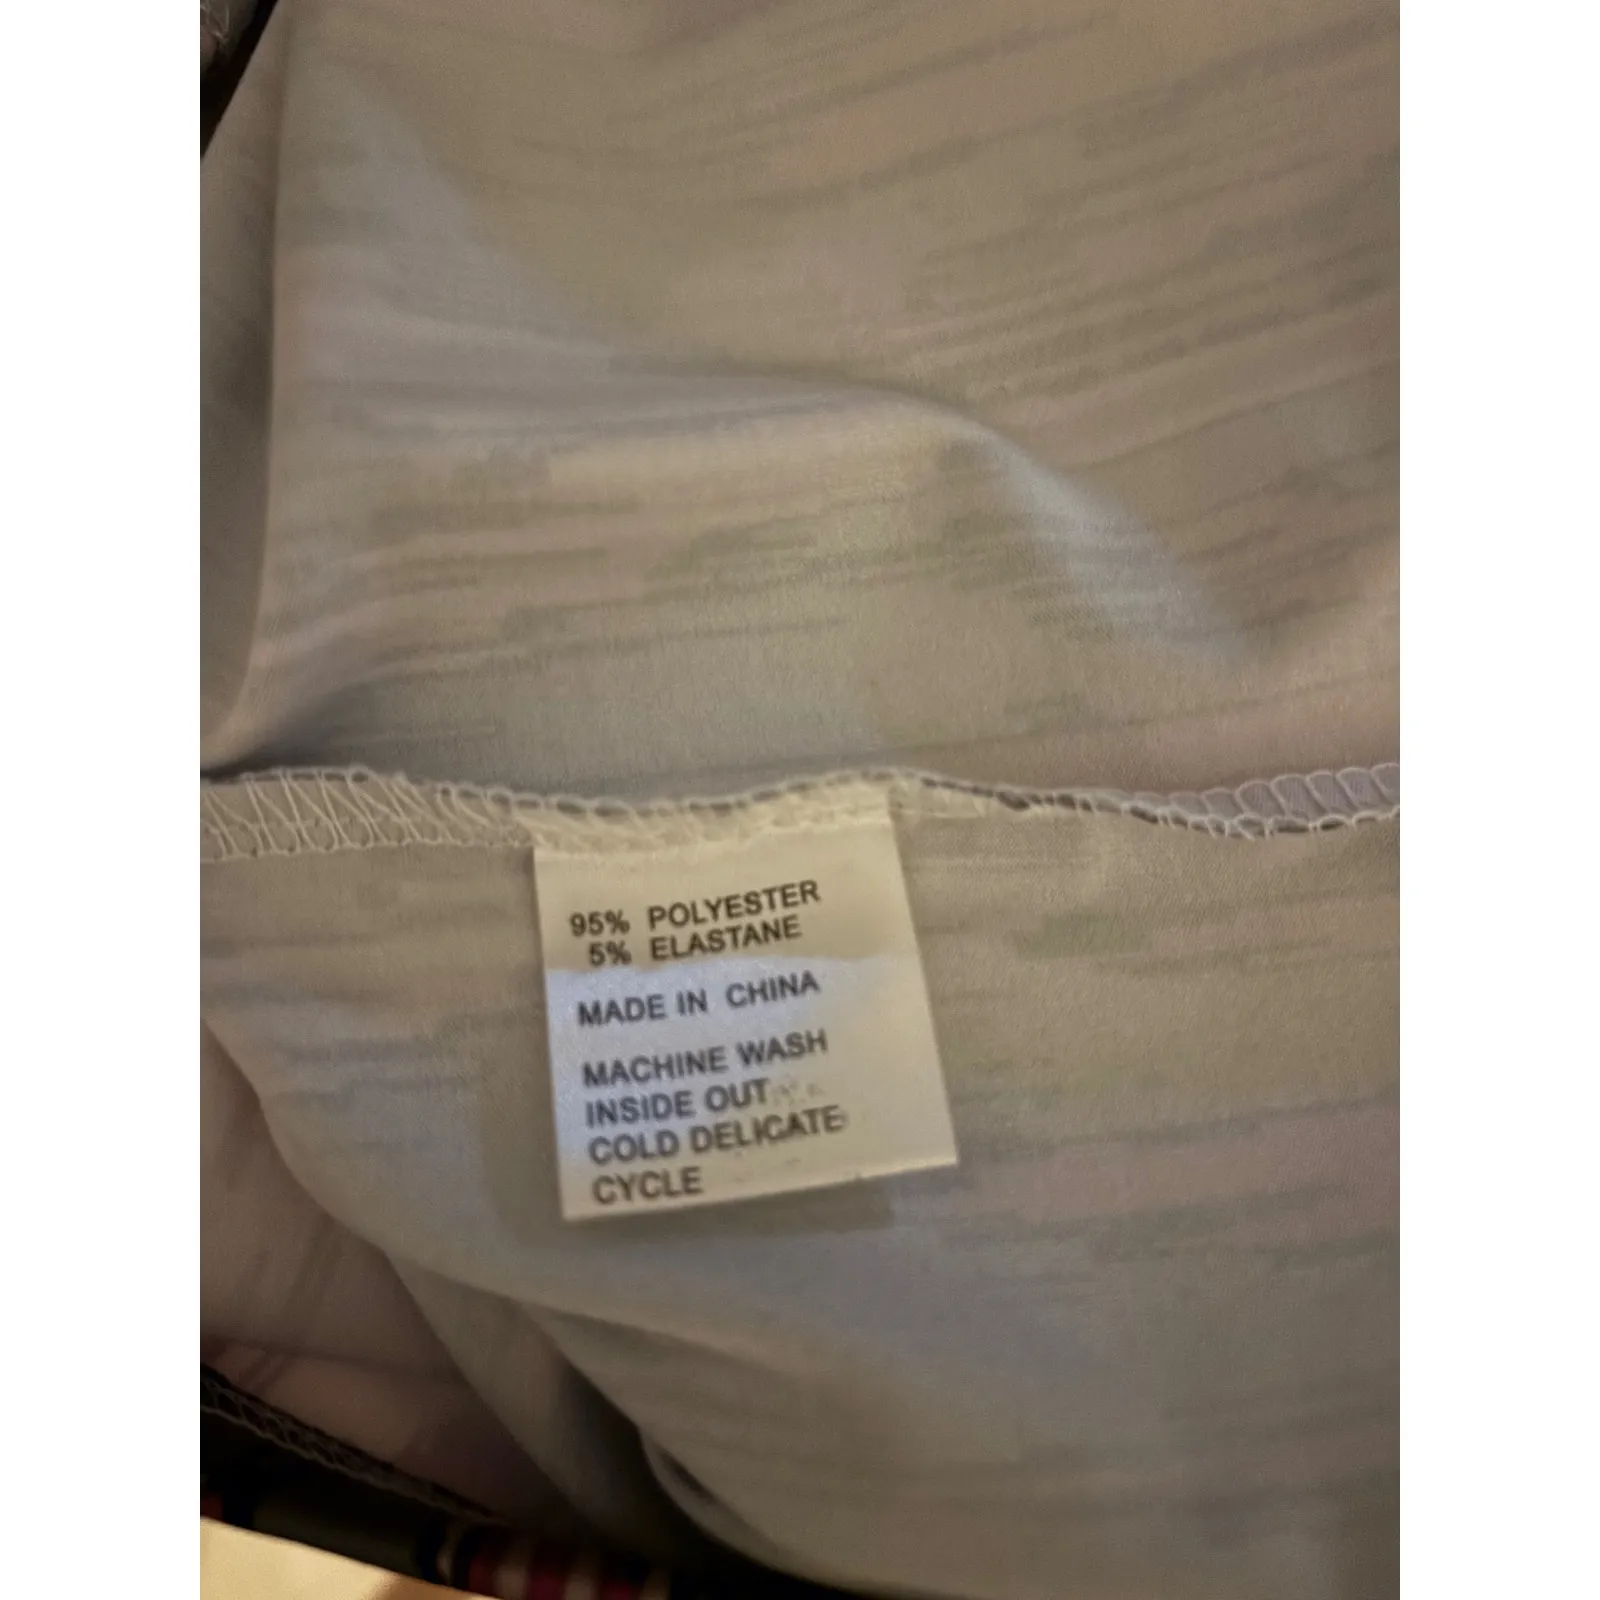 95% POLYESTER
5% ELASTANE
MADE IN CHINA
MACHINE WASH
INSIDE OUT
COLD DELICATE
CYCLE